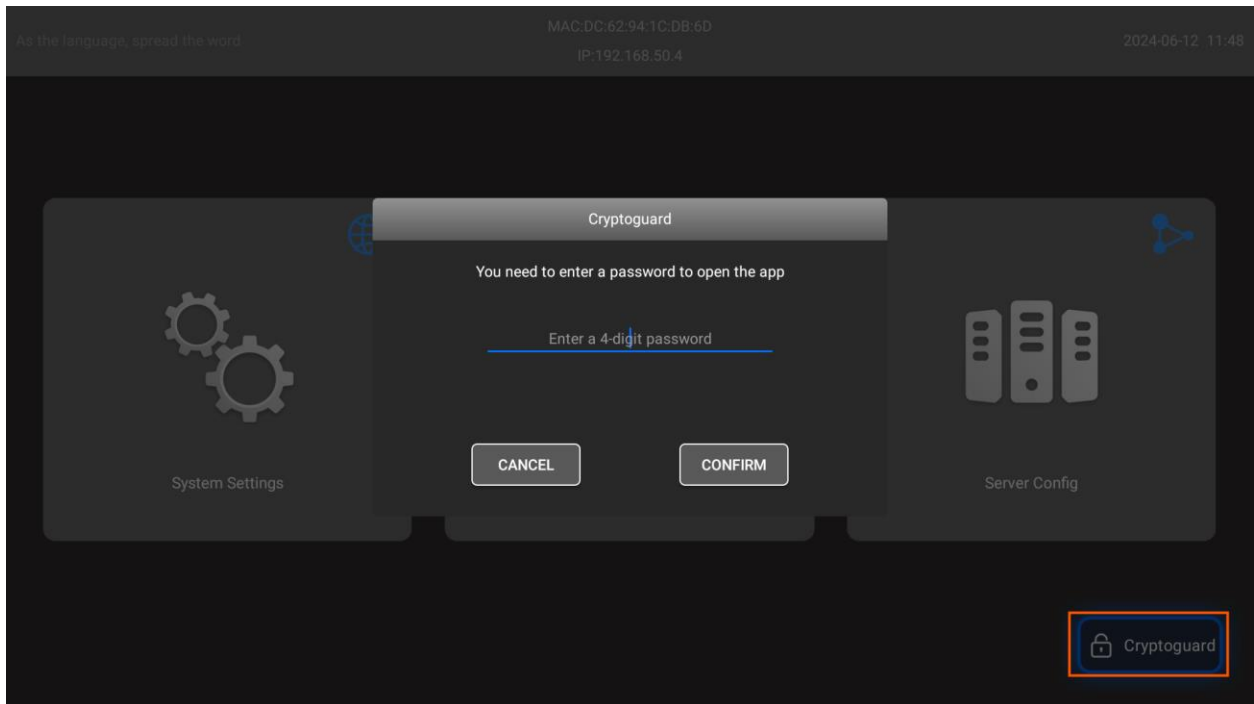 MAC:DC:62:94:1C:DB:6D
As the language, spread the word
IP:192.168.50.4
2024-06-12 11:48
Cryptoguard
You need to enter a password to open the app
Enter a 4-digit password
CANCEL
CONFIRM
System Settings
Server Config
Cryptoguard